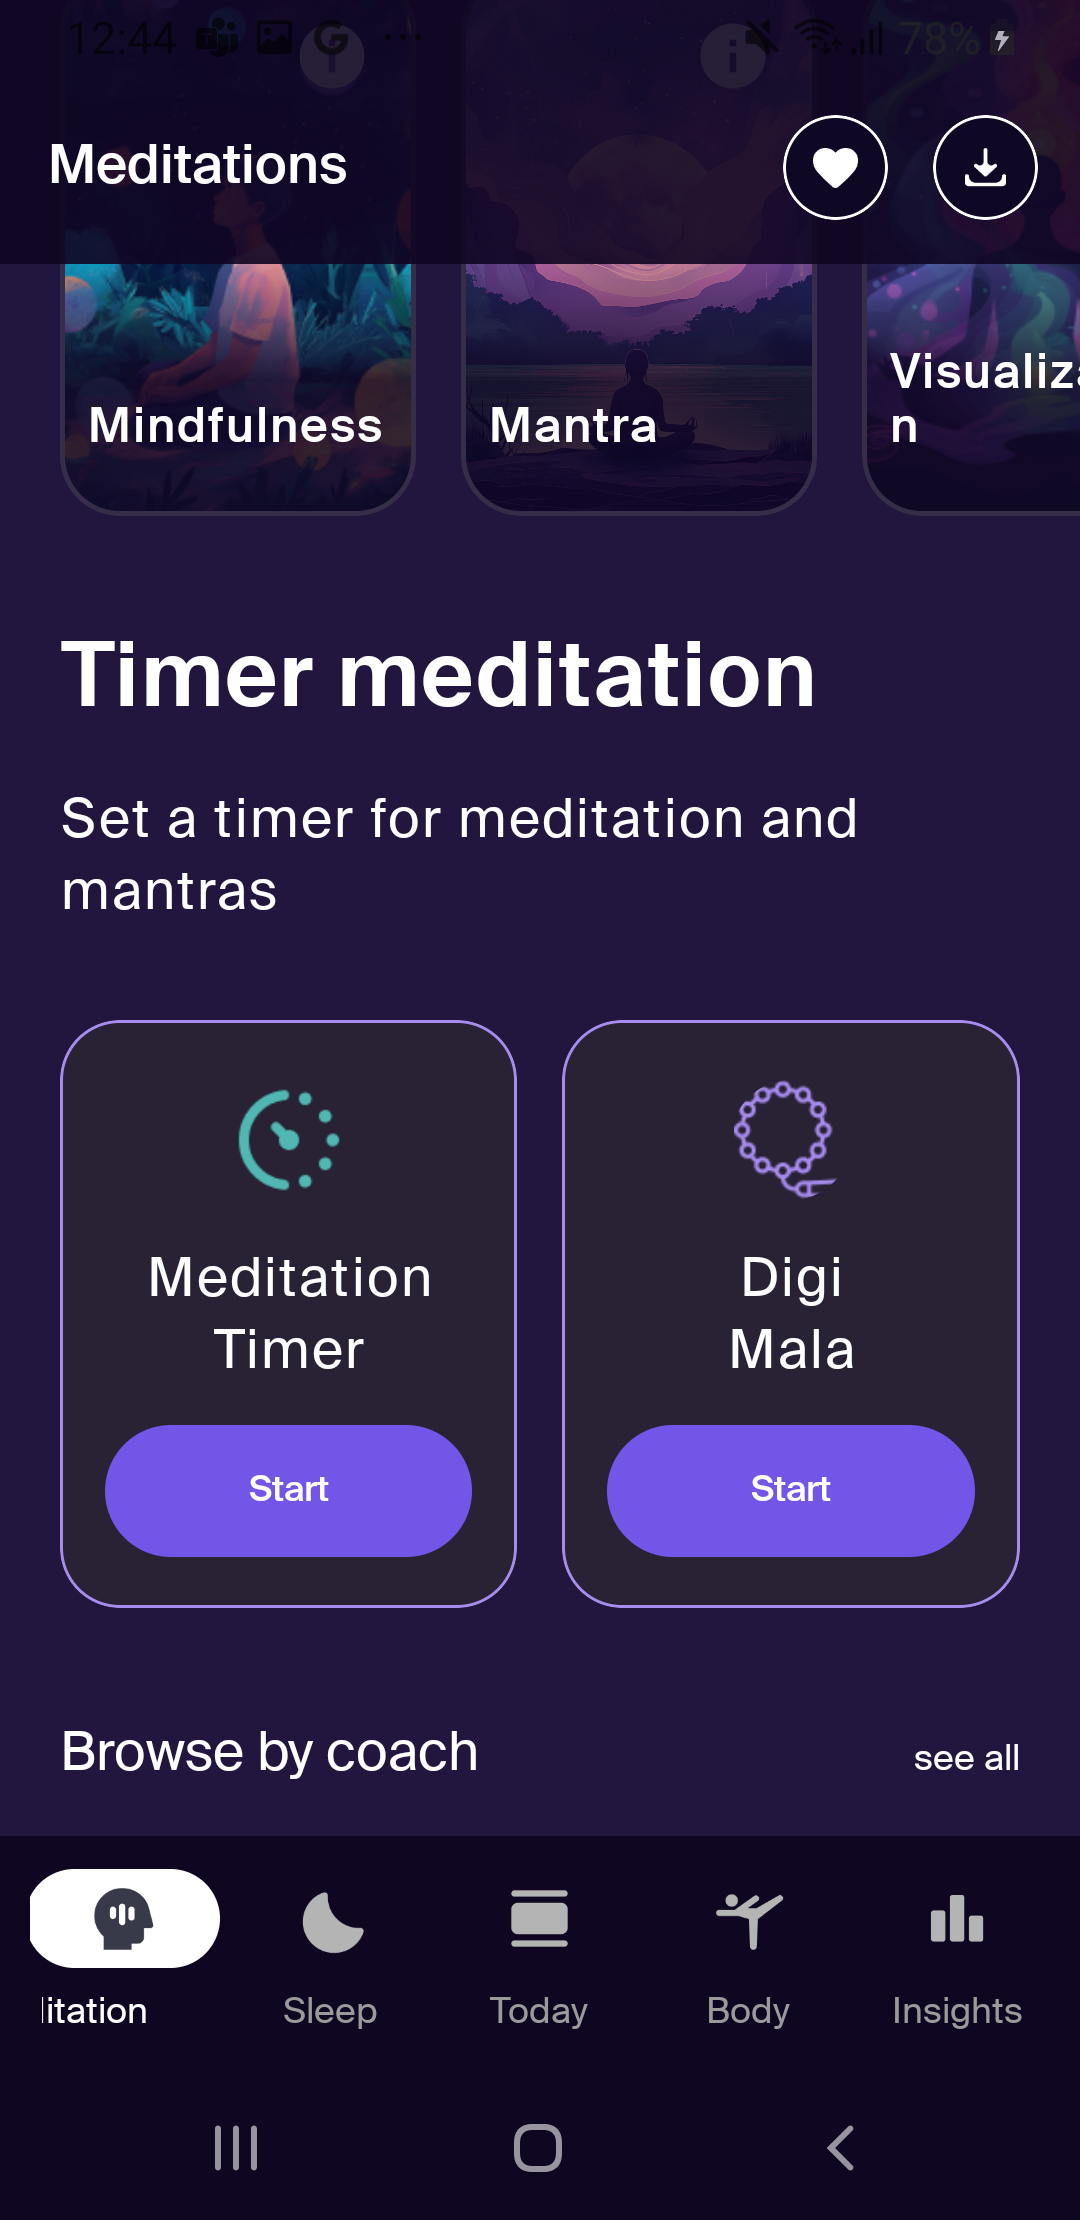 12:44
78%
Meditations
Mindfulness
Mantra
Visualiza
n
Timer meditation
Set a timer for meditation and
mantras
Meditation
Timer
Start
Digi
Mala
Start
Browse by coach
see all
litation
Sleep
Today
Body
Insights